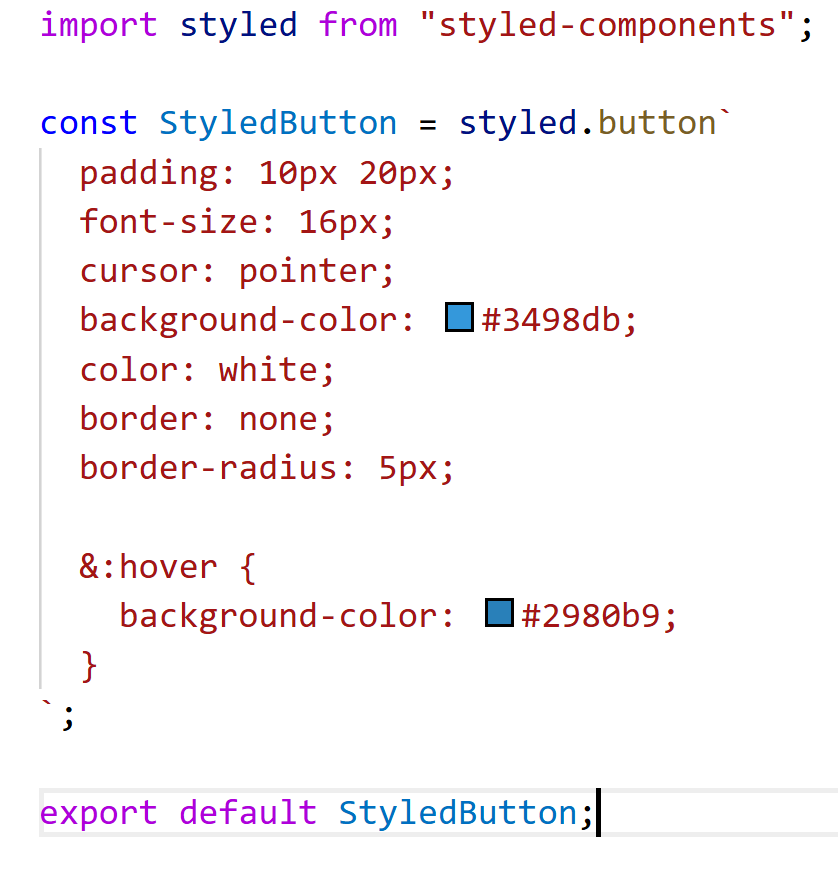 import styled from "styled-components";
const StyledButton = styled.button`
  padding: 10px 20px;
  font-size: 16px;
  cursor: pointer;
  background-color: #3498db;
  color: white;
  border: none;
  border-radius: 5px;
  &:hover {
    background-color: #2980b9;
  }
`;
export default StyledButton;